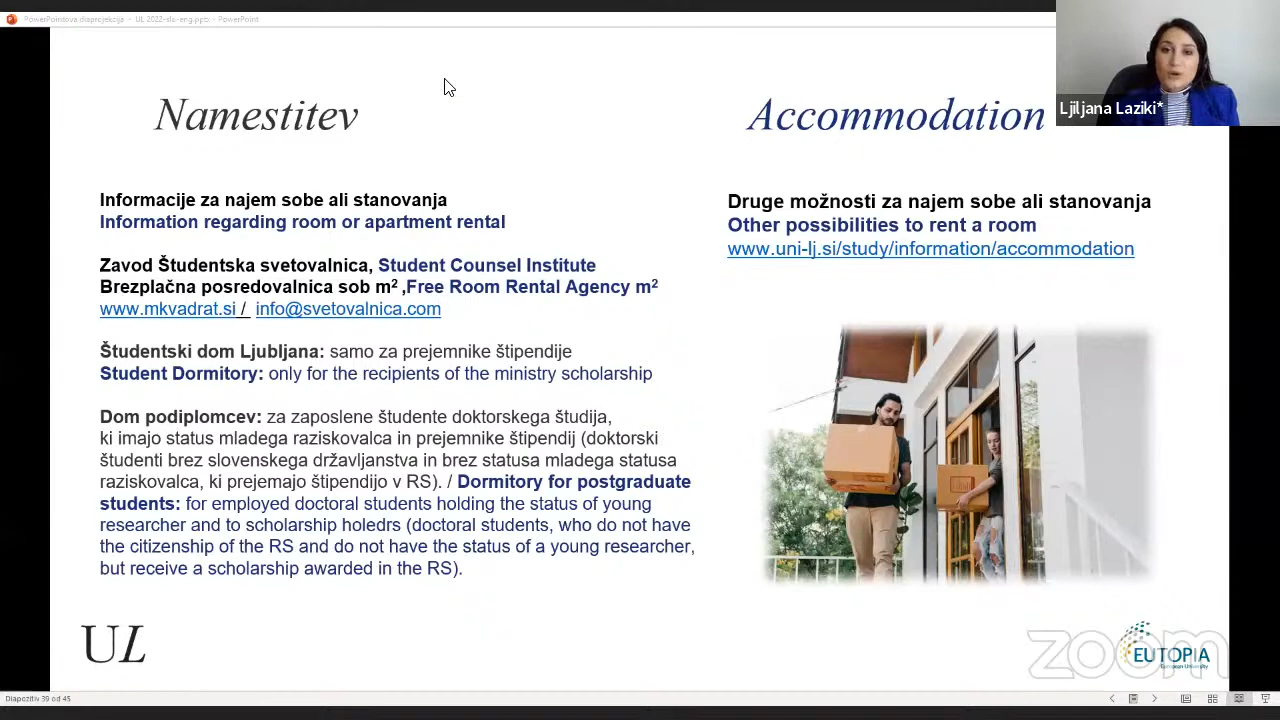 PowerPointova diaprojekcija - UL 2022-slo-eng.pptx - PowerPoint
Ljiljana Laziki*
Namestitev
Accommodation
Informacije za najem sobe ali stanovanja
Information regarding room or apartment rental
Zavod Študentska svetovalnica, Student Counsel Institute
Brezplačna posredovalnica sob m² ,Free Room Rental Agency m²
www.mkvadrat.si / info@svetovalnica.com
Študentski dom Ljubljana: samo za prejemnike štipendije
Student Dormitory: only for the recipients of the ministry scholarship
Dom podiplomcev: za zaposlene študente doktorskega študija,
ki imajo status mladega raziskovalca in prejemnike štipendij (doktorski
študenti brez slovenskega državljanstva in brez statusa mladega statusa
raziskovalca, ki prejemajo štipendijo v RS). / Dormitory for postgraduate
students: for employed doctoral students holding the status of young
researcher and to scholarship holedrs (doctoral students, who do not have
the citizenship of the RS and do not have the status of a young researcher,
but receive a scholarship awarded in the RS).
Druge možnosti za najem sobe ali stanovanja
Other possibilities to rent a room
www.uni-lj.si/study/information/accommodation
UL
zoom
EUTOPIA
European University
Diapozitiv 39 od 45